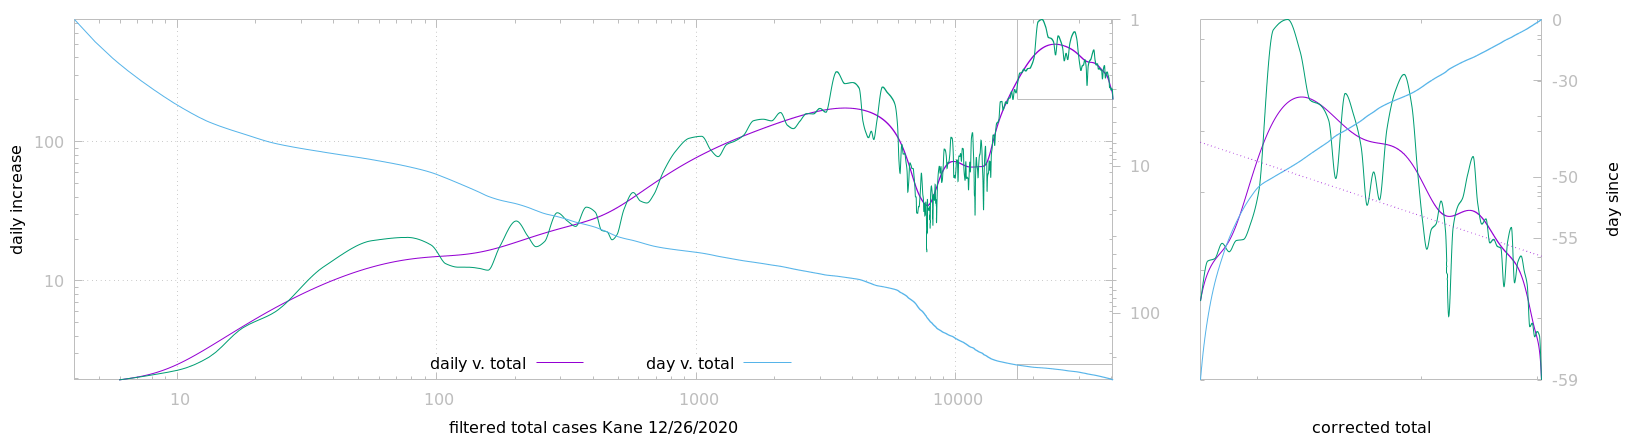 daily increase
100
10
daily v. total
day v. total
1
10
100
10
100
1000
10000
filtered total cases Kane 12/26/2020
0
-30
-50
-55
-59
day since
corrected total